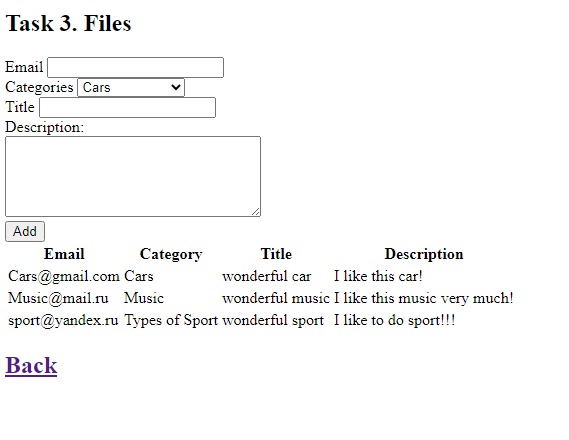 Task 3. Files
Email
Categories Cars
Title
Description:
Add
Email Category Title Description
Cars@gmail.com Cars wonderful car I like this car!
Music@mail.ru Music wonderful music I like this music very much!
sport@yandex.ru Types of Sport wonderful sport I like to do sport!!!
Back